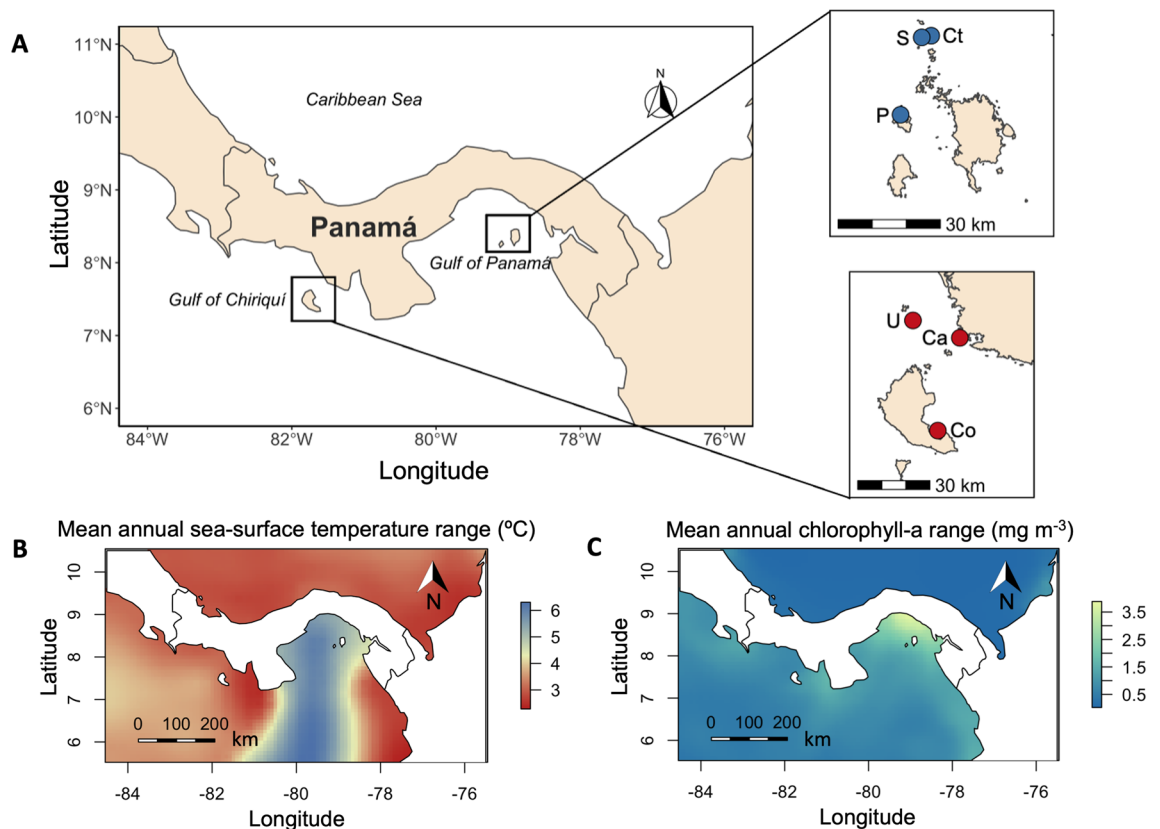 A
11°N
10°N
9°N
8°N
7°N
6°N
Latitude
84°W
82°W
80°W
78°W
76°W
Longitude
Caribbean Sea
N
Panamá
Gulf of Panamá
Gulf of Chiriquí
S
Ct
P
30 km
U
Ca
Co
30 km
B
Mean annual sea-surface temperature range (ºC)
10
9
8
7
6
Latitude
N
0 100 200
km
-84 -82 -80 -78 -76
Longitude
6
5
4
3
C
Mean annual chlorophyll-a range (mg m-3)
10
9
8
7
6
Latitude
N
0 100 200
km
-84 -82 -80 -78 -76
Longitude
3.5
2.5
1.5
0.5